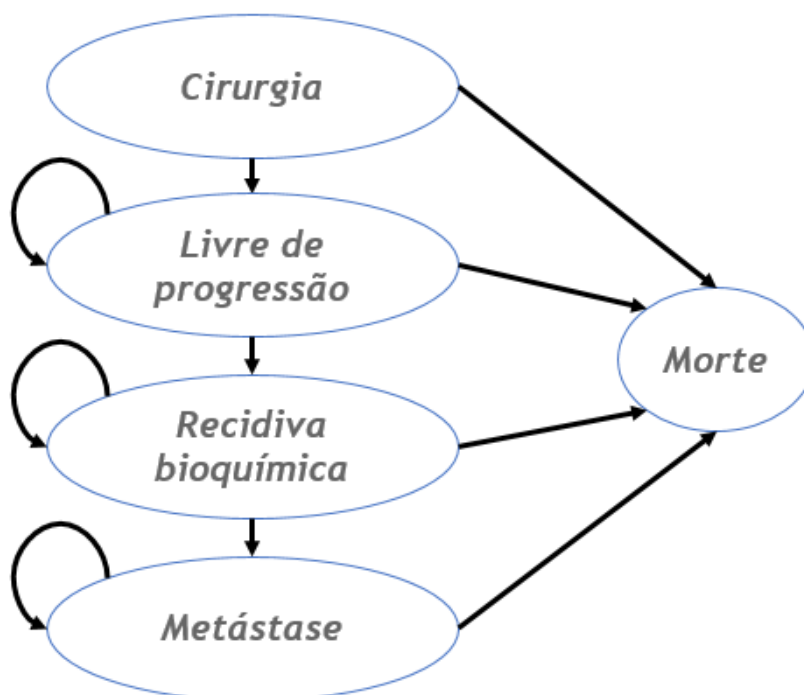 Cirurgia
Livre de
progressão
Morte
Recidiva
bioquímica
Metástase